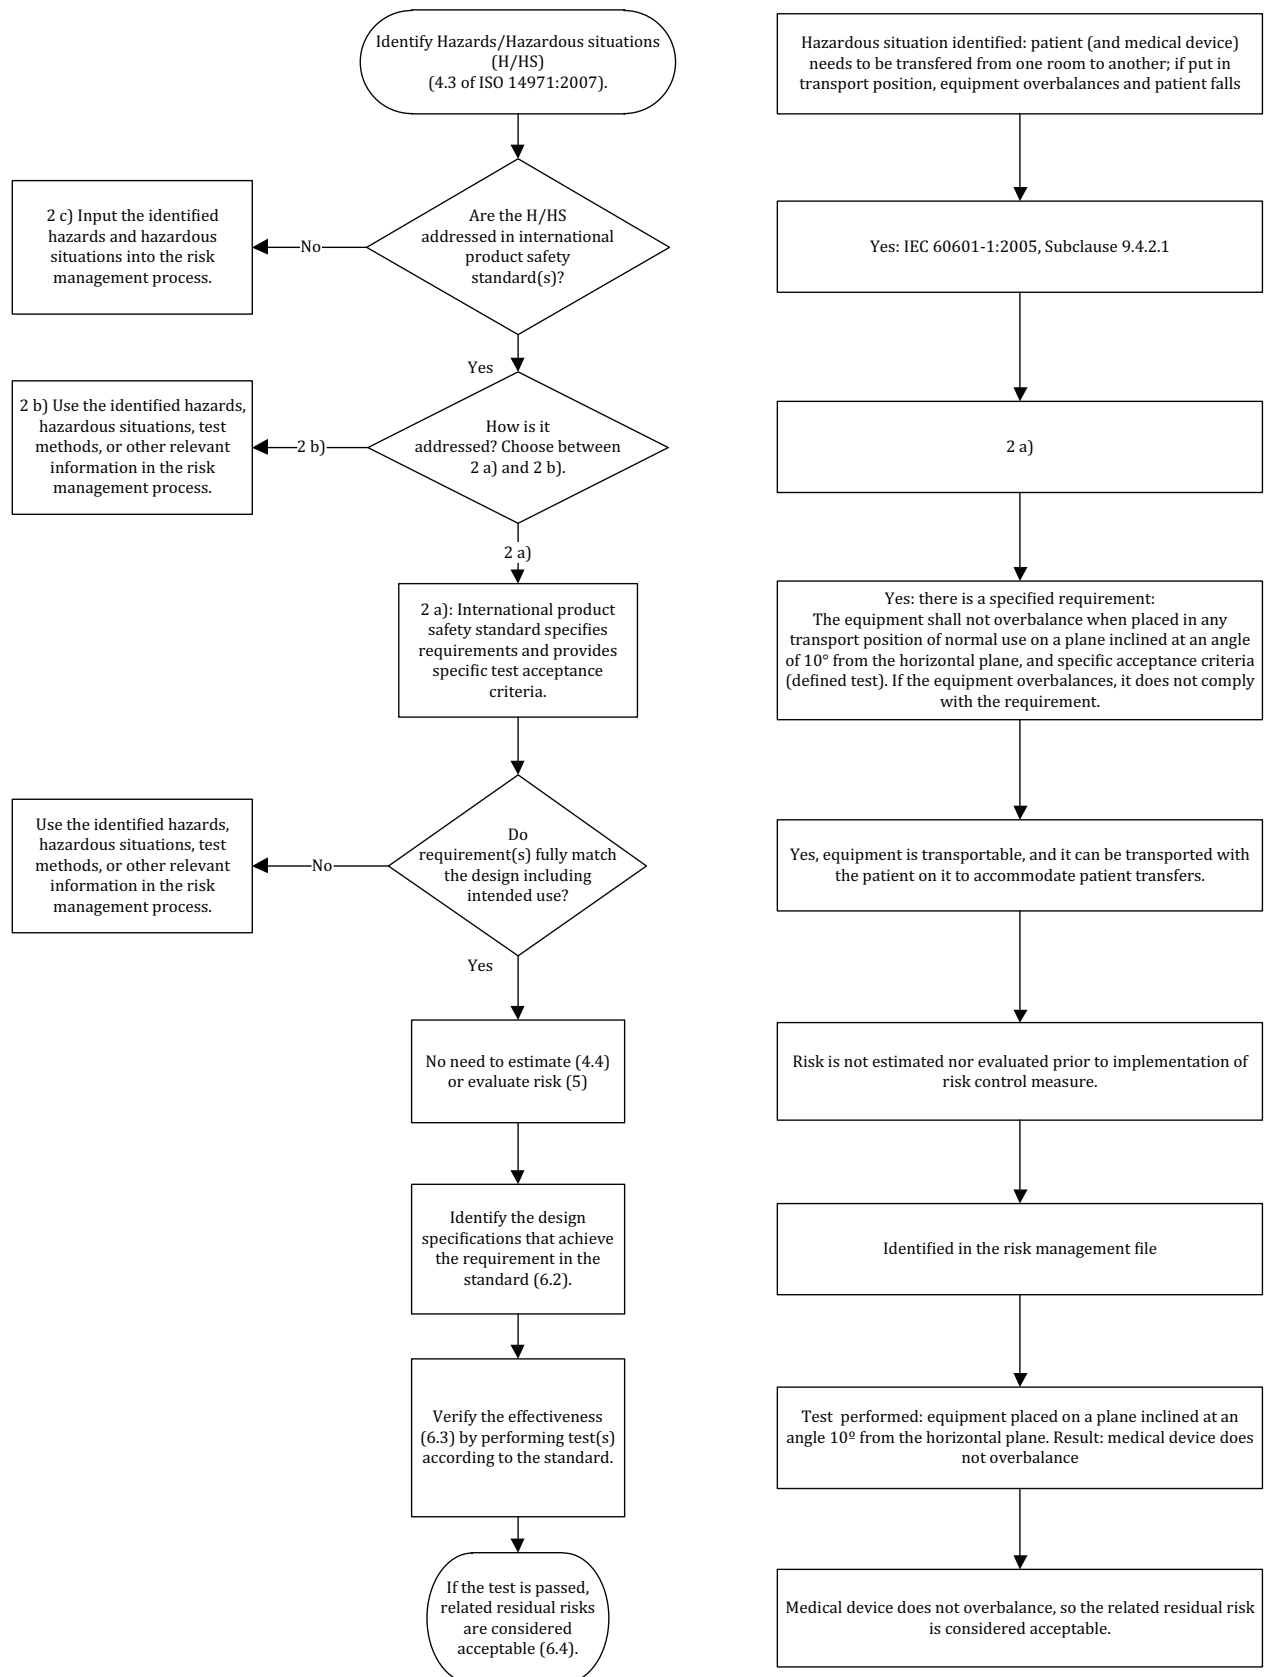 Identify Hazards/Hazardous situations
(H/HS)
(4.3 of ISO 14971:2007).
Hazardous situation identified: patient (and medical device)
needs to be transfered from one room to another; if put in
transport position, equipment overbalances and patient falls
2 c) Input the identified
hazards and hazardous
situations into the risk
management process.
No
Are the H/HS
addressed in international
product safety
standard(s)?
Yes: IEC 60601-1:2005, Subclause 9.4.2.1
Yes
2 b) Use the identified hazards,
hazardous situations, test
methods, or other relevant
information in the risk
management process.
2 b)
How is it
addressed? Choose between
2 a) and 2 b).
2 a)
2 a)
2 a): International product
safety standard specifies
requirements and provides
specific test acceptance
criteria.
Yes: there is a specified requirement:
The equipment shall not overbalance when placed in any
transport position of normal use on a plane inclined at an angle
of 10° from the horizontal plane, and specific acceptance criteria
(defined test). If the equipment overbalances, it does not comply
with the requirement.
Use the identified hazards,
hazardous situations, test
methods, or other relevant
information in the risk
management process.
No
Do
requirement(s) fully match
the design including
intended use?
Yes, equipment is transportable, and it can be transported with
the patient on it to accommodate patient transfers.
Yes
No need to estimate (4.4)
or evaluate risk (5)
Risk is not estimated nor evaluated prior to implementation of
risk control measure.
Identify the design
specifications that achieve
the requirement in the
standard (6.2).
Identified in the risk management file
Verify the effectiveness
(6.3) by performing test(s)
according to the standard.
Test performed: equipment placed on a plane inclined at an
angle 10º from the horizontal plane. Result: medical device does
not overbalance
If the test is passed,
related residual risks
are considered
acceptable (6.4).
Medical device does not overbalance, so the related residual risk
is considered acceptable.